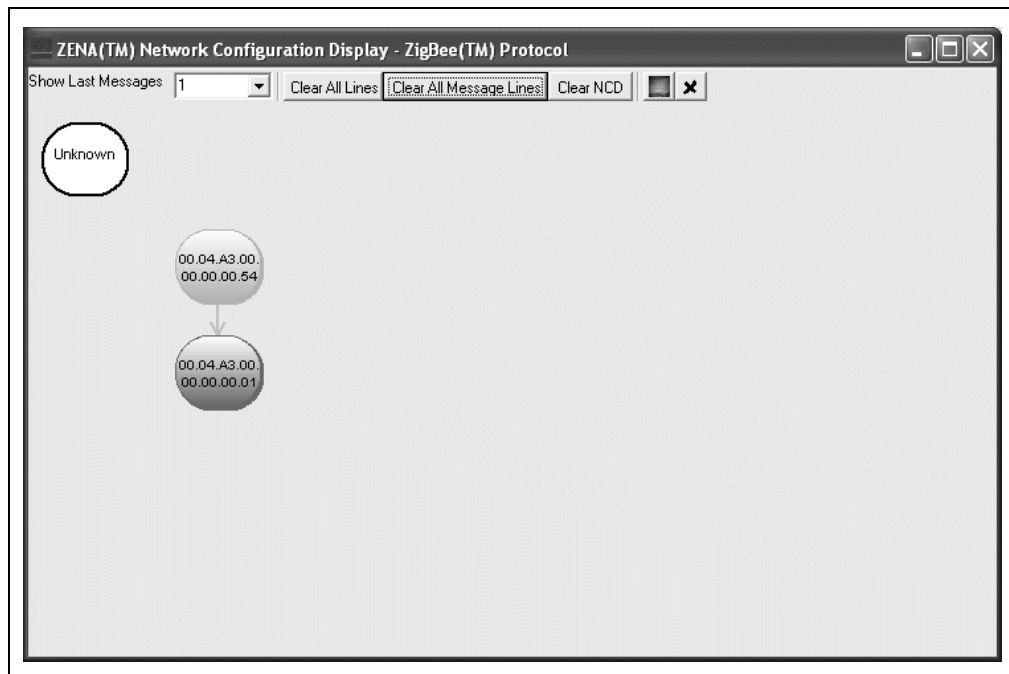 ZENA(TM) Network Configuration Display - ZigBee(TM) Protocol
Show Last Messages 1 Clear All Lines Clear All Message Lines Clear NCD
Unknown
00.04.A3.00.
00.00.00.54
00.04.A3.00.
00.00.00.01